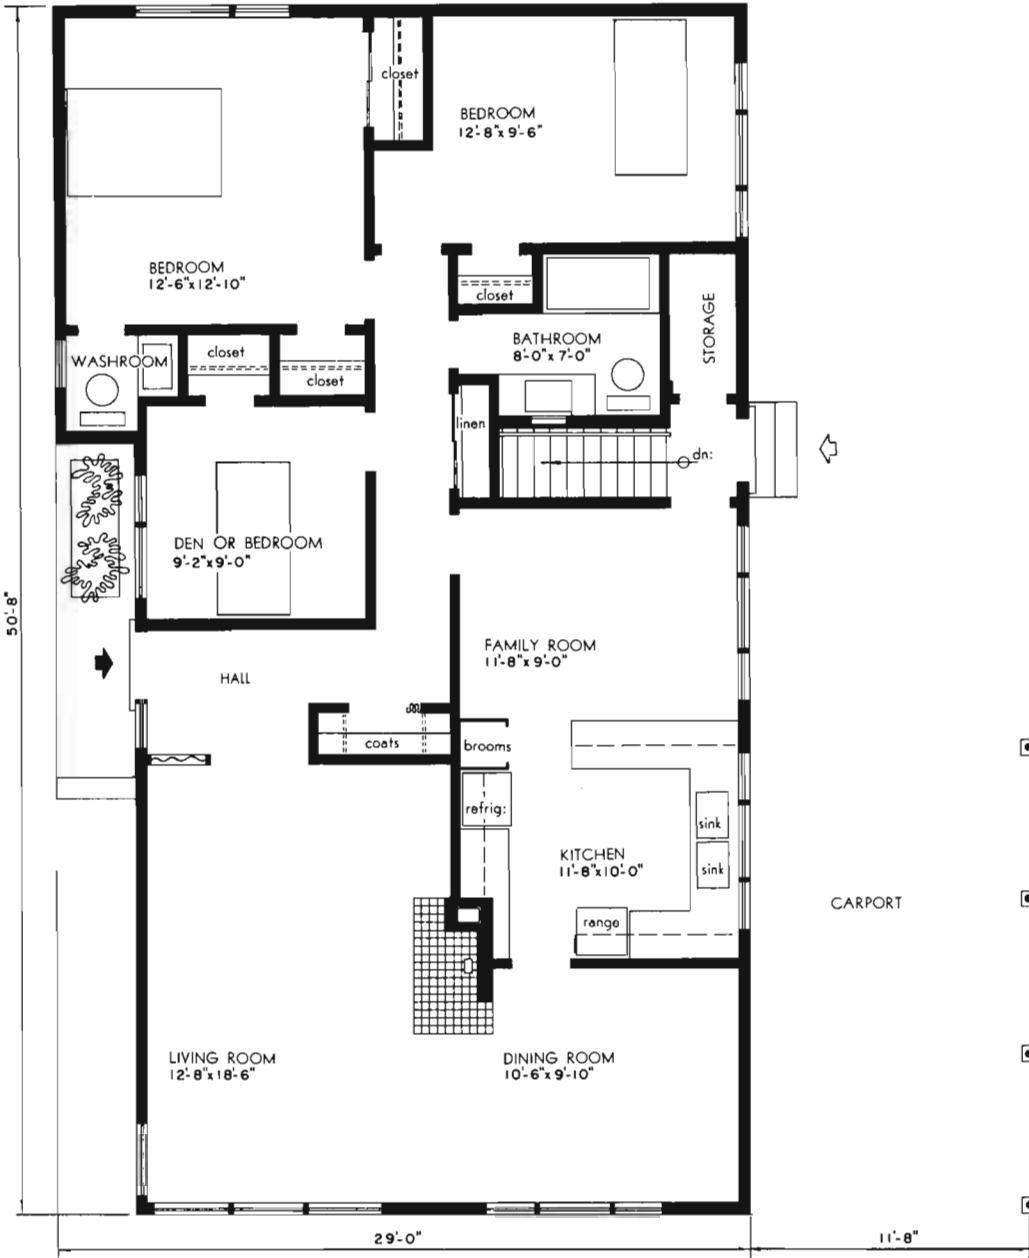 closet
BEDROOM
12'-8"x 9'-6"
BEDROOM
12'-6"x12'-10"
closet
STORAGE
BATHROOM
8'-0"x 7'-0"
WASHROOM
closet
closet
linen
dn:
DEN OR BEDROOM
9'-2"x9'-0"
50'-8"
FAMILY ROOM
11'-8"x 9'-0"
HALL
coats
brooms
refrig:
sink
KITCHEN
11'-8"x10'-0"
sink
range
CARPORT
LIVING ROOM
12'-8"x18'-6"
DINING ROOM
10'-6"x9'-10"
29'-0"
11'-8"